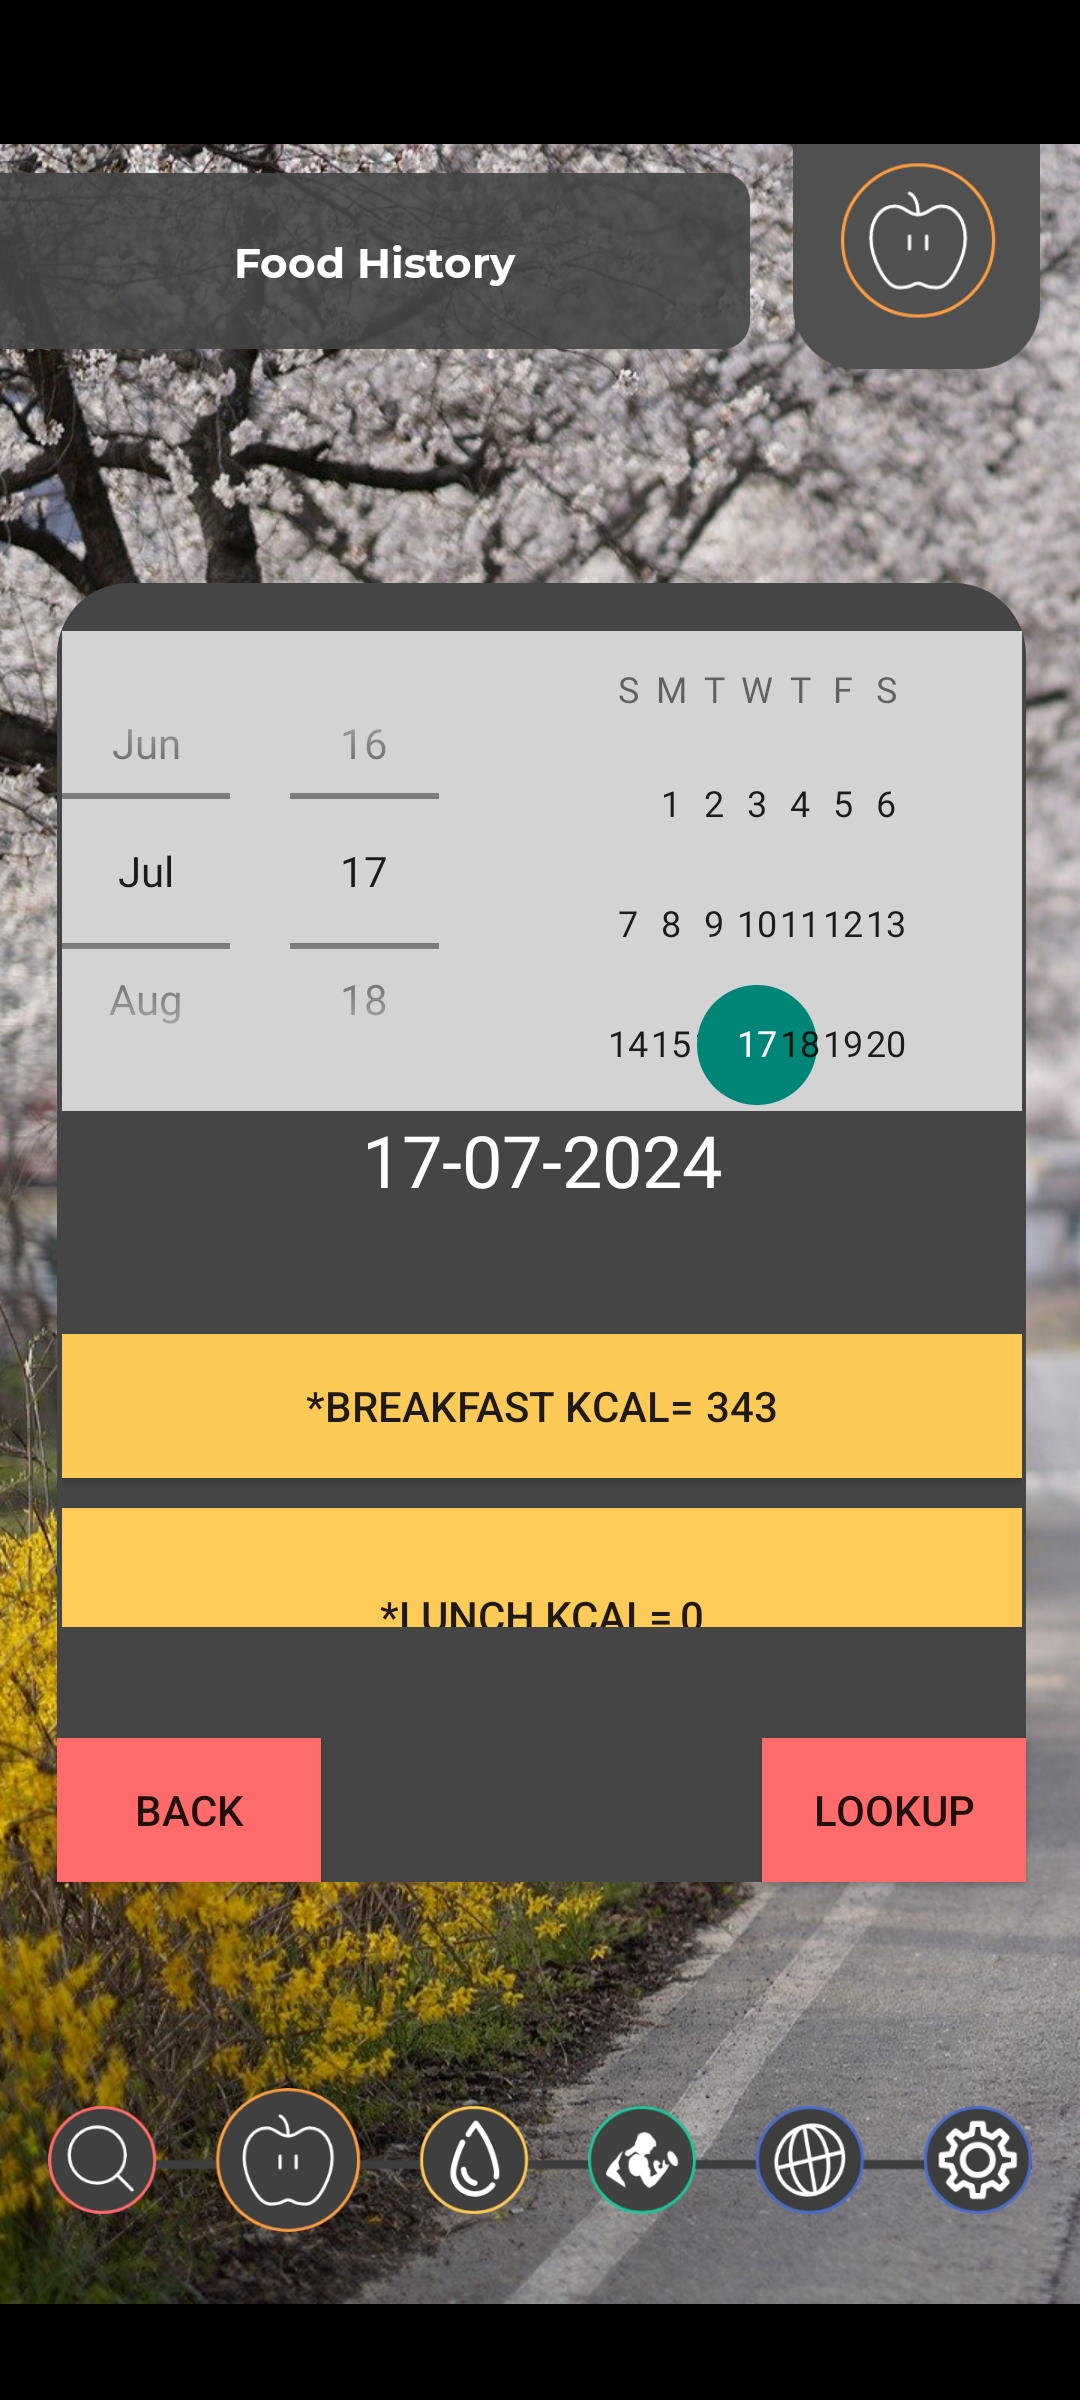 Food History
Jun 16
Jul 17
Aug 18
S M T W T F S
1 2 3 4 5 6
7 8 9 10 11 12 13
14 15 17 18 19 20
17-07-2024
*BREAKFAST KCAL= 343
*LUNCH KCAL= 0
BACK
LOOKUP